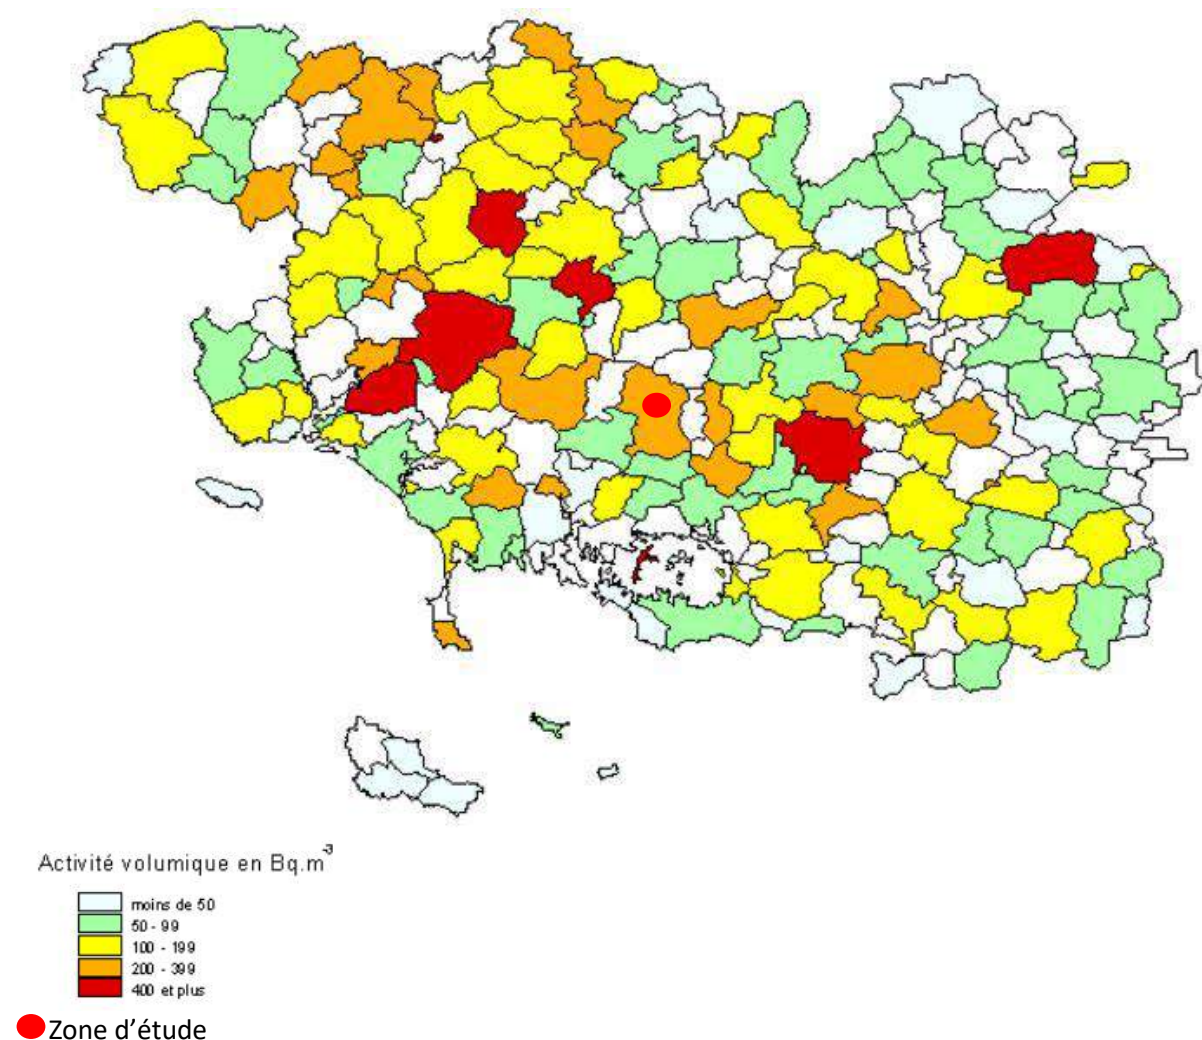 Activité volumique en Bq.m-3
moins de 50
50 - 99
100 - 199
200 - 399
400 et plus
Zone d'étude